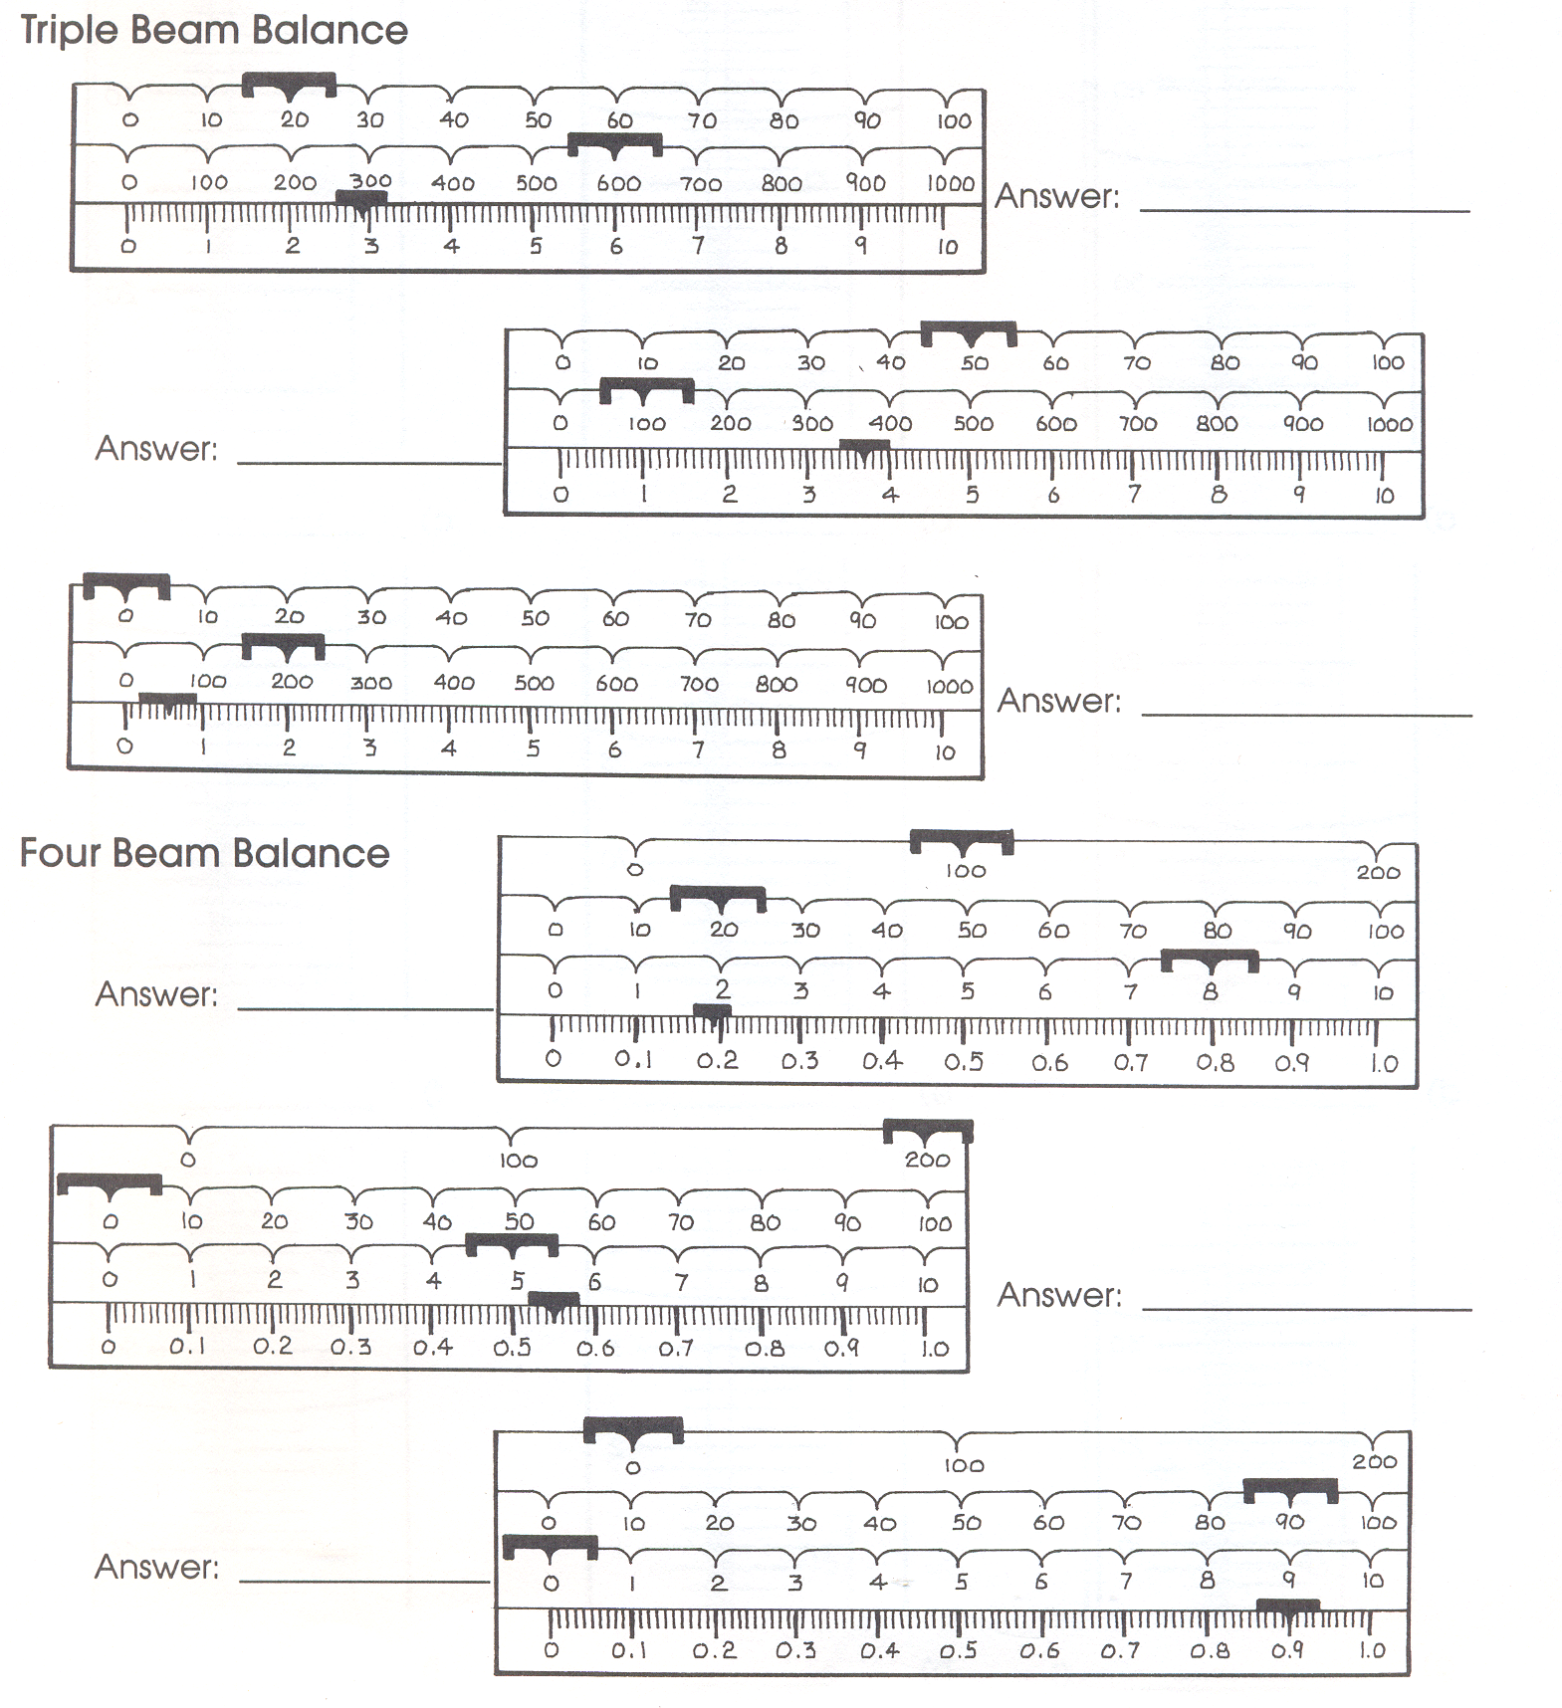 Triple Beam Balance
0 10 20 30 40 50 60 70 80 90 100
0 100 200 300 400 500 600 700 800 900 1000
Answer:
0 1 2 3 4 5 6 7 8 9 10
0 10 20 30 40 50 60 70 80 90 100
0 100 200 300 400 500 600 700 800 900 1000
Answer:
0 1 2 3 4 5 6 7 8 9 10
0 10 20 30 40 50 60 70 80 90 100
0 100 200 300 400 500 600 700 800 900 1000
Answer:
0 1 2 3 4 5 6 7 8 9 10
Four Beam Balance
0 100 200
0 10 20 30 40 50 60 70 80 90 100
0 1 2 3 4 5 6 7 8 9 10
Answer:
0 0.1 0.2 0.3 0.4 0.5 0.6 0.7 0.8 0.9 1.0
0 100 200
0 10 20 30 40 50 60 70 80 90 100
0 1 2 3 4 5 6 7 8 9 10
Answer:
0 0.1 0.2 0.3 0.4 0.5 0.6 0.7 0.8 0.9 1.0
0 100 200
0 10 20 30 40 50 60 70 80 90 100
Answer:
0 1 2 3 4 5 6 7 8 9 10
0 0.1 0.2 0.3 0.4 0.5 0.6 0.7 0.8 0.9 1.0